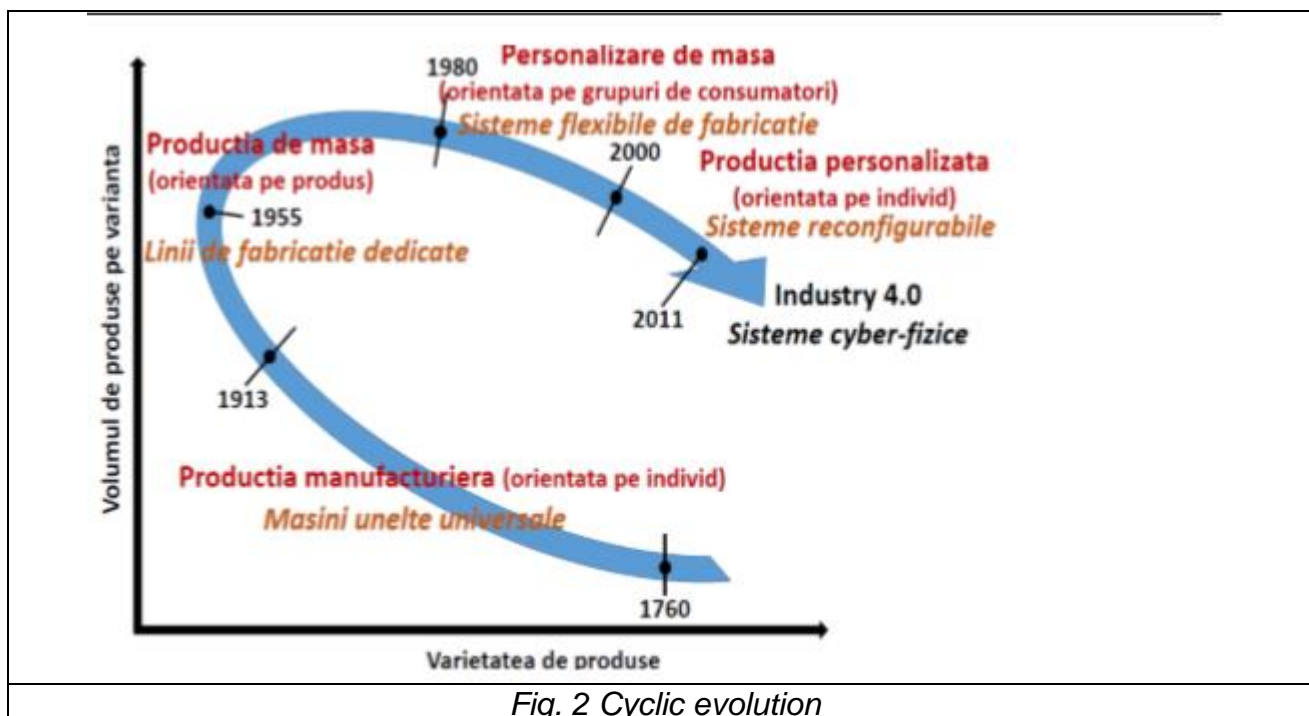 Personalizare de masa
1980
(orientata pe grupuri de consumatori)
Sisteme flexibile de fabricatie
Productia de masa
(orientata pe produs)
2000
Productia personalizata
(orientata pe individ)
Sisteme reconfigurabile
1955
Linii de fabricatie dedicate
Industry 4.0
2011
Sisteme cyber-fizice
1913
Productia manufacturiera (orientata pe individ)
Masini unelte universale
1760
Volumul de produse pe varianta
Varietatea de produse
Fig. 2 Cyclic evolution